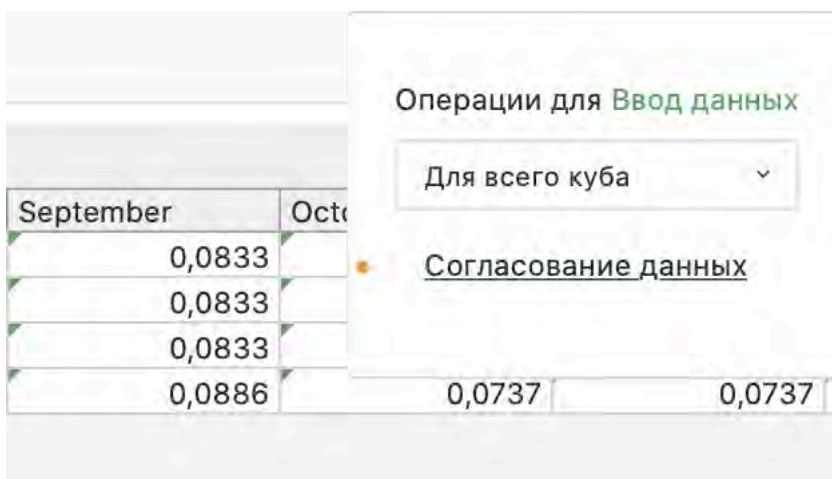 Операции для Ввод данных
Для всего куба
September Octo
0,0833
Согласование данных
0,0833
0,0833
0,0886 0,0737 0,0737